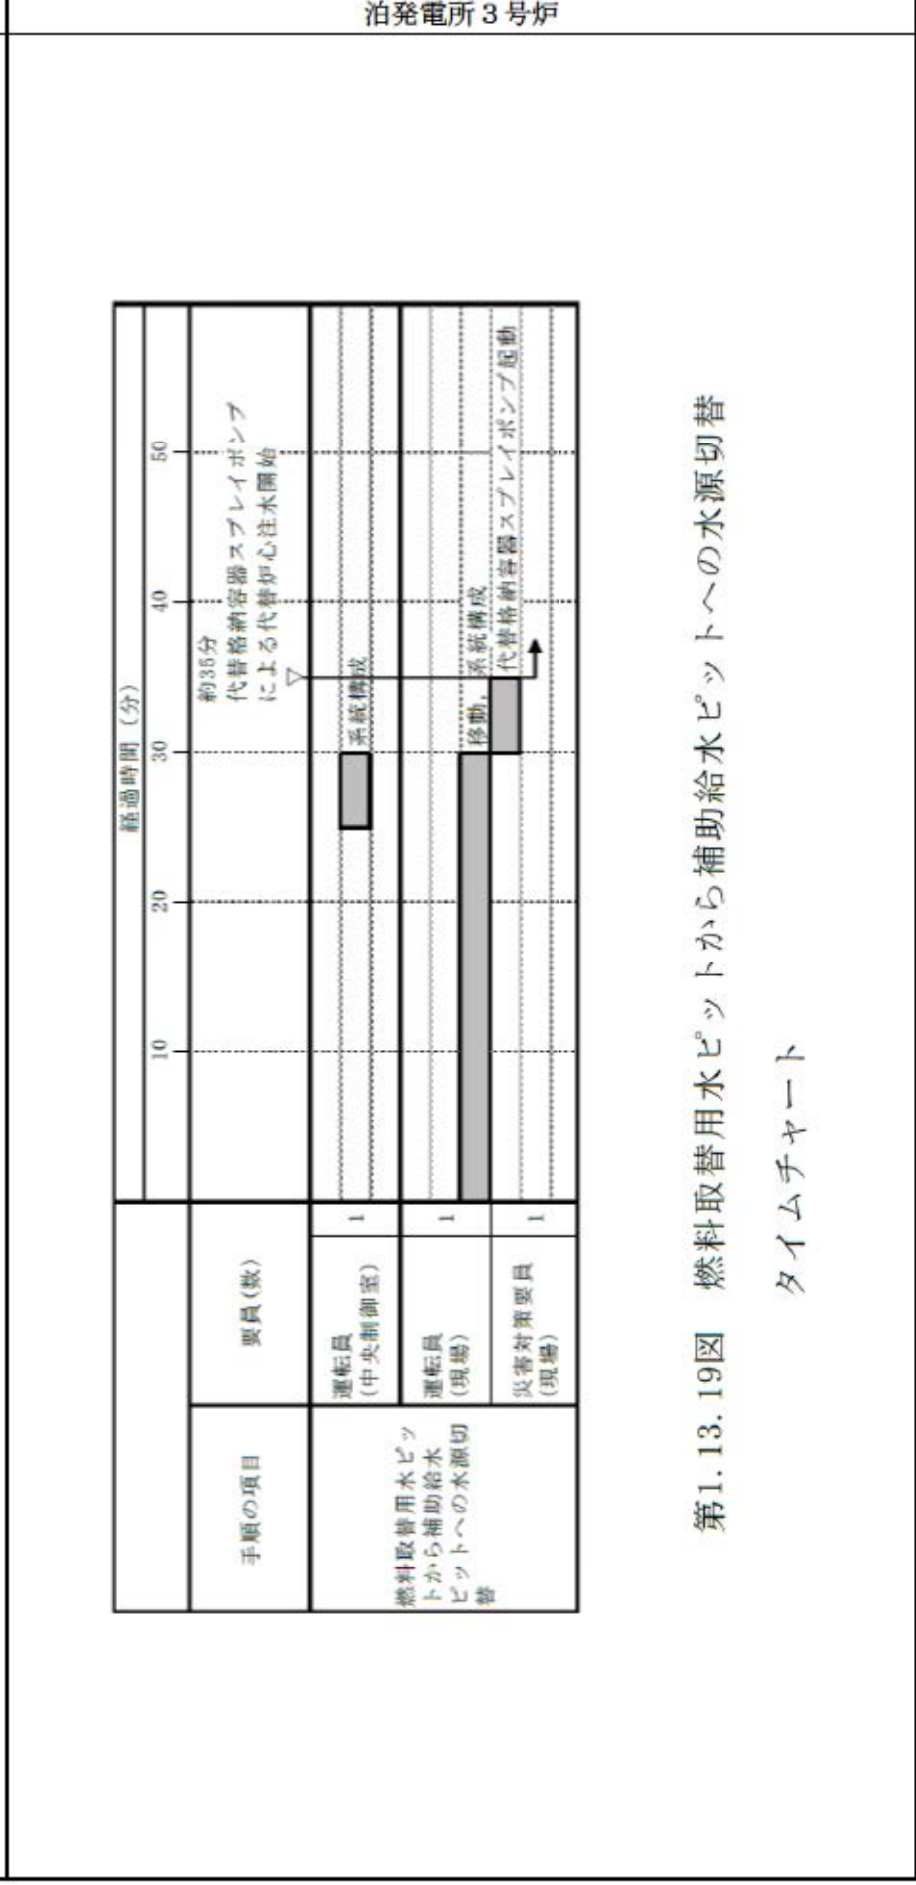 泊発電所3号炉
経過時間(分)
10
20
30
40
50
手順の項目
要員(数)
約35分
代替格納容器スプレイポンプ
による代替炉心注水開始
▽
燃料取替用水ピッ
トから補助給水
ピットへの水源切
替
運転員
(中央制御室)
1
系統構成
運転員
(現場)
1
移動,系統構成
災害対策要員
(現場)
1
代替格納容器スプレイポンプ起動
第1.13.19図 燃料取替用水ピットから補助給水ピットへの水源切替
タイムチャート